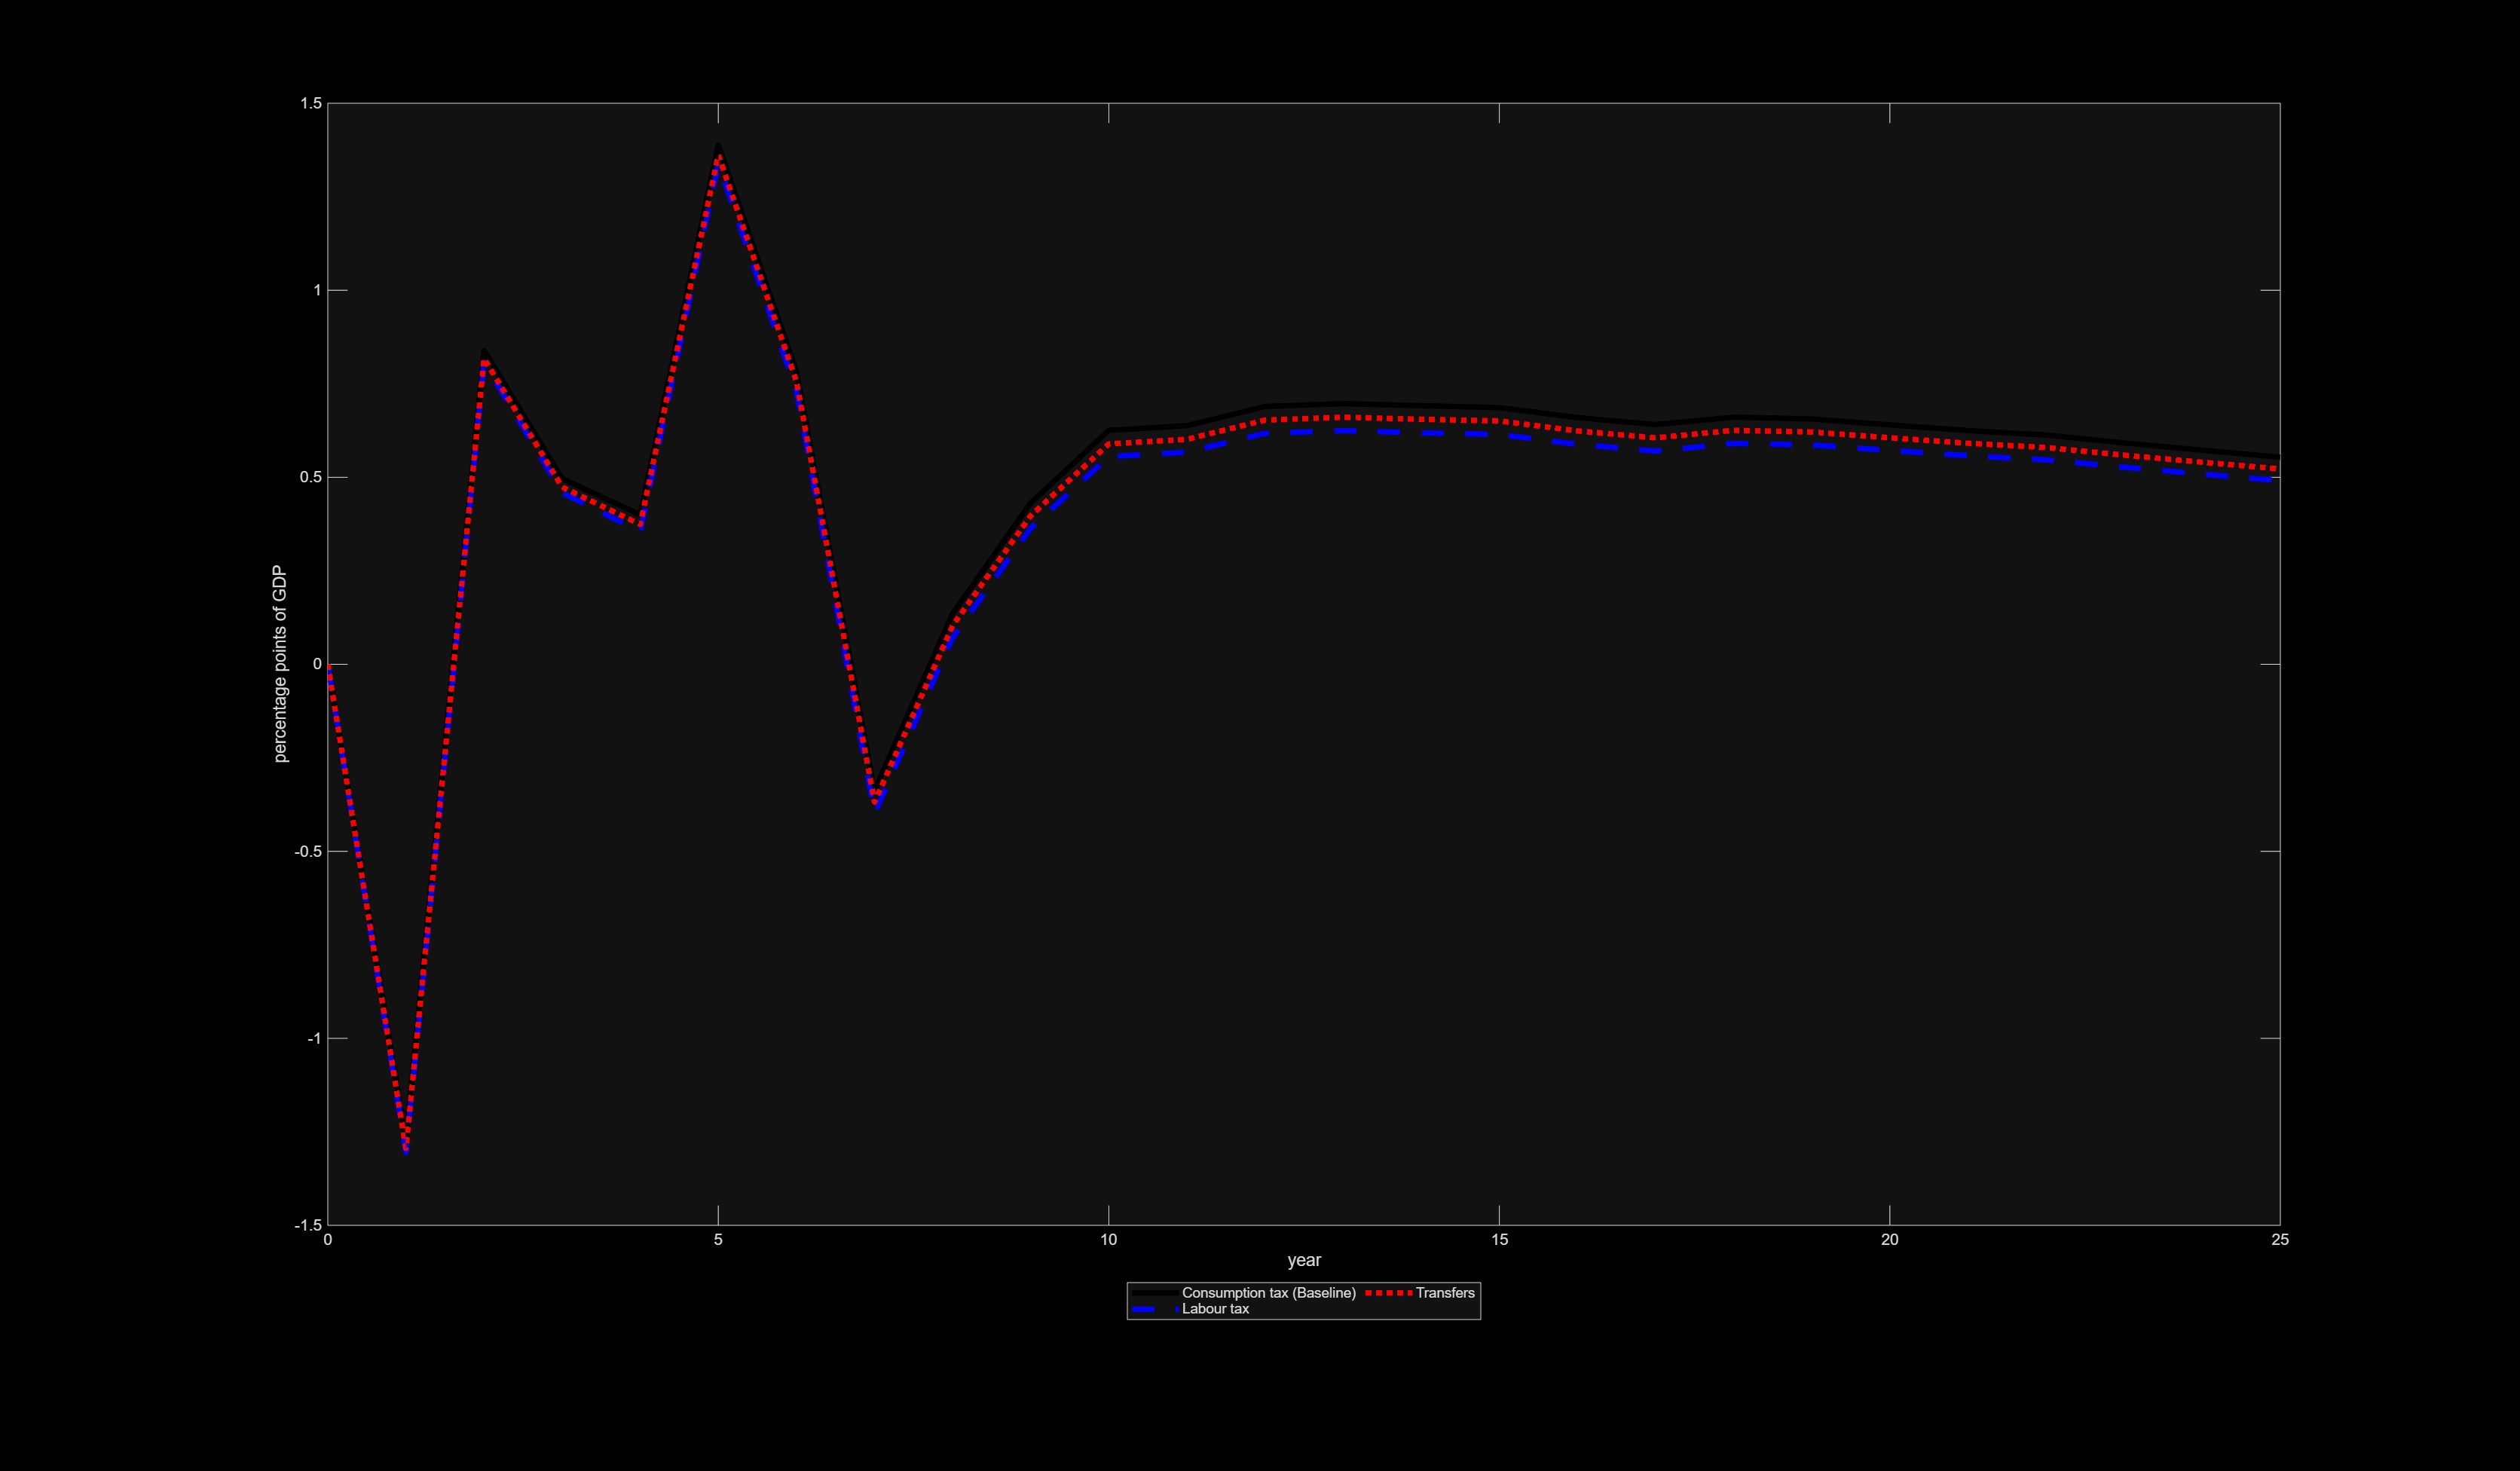 1.5
1
0.5
0
-0.5
-1
-1.5
percentage points of GDP
0 5 10 15 20 25
year
Consumption tax (Baseline) Transfers
Labour tax